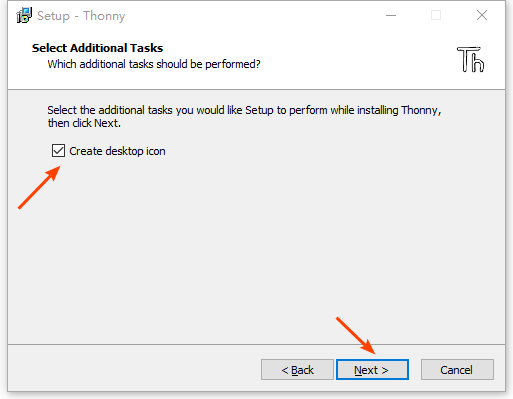 Setup - Thonny
Select Additional Tasks
Which additional tasks should be performed?
Th
Select the additional tasks you would like Setup to perform while installing Thonny,
then click Next.
Create desktop icon
< Back
Next >
Cancel